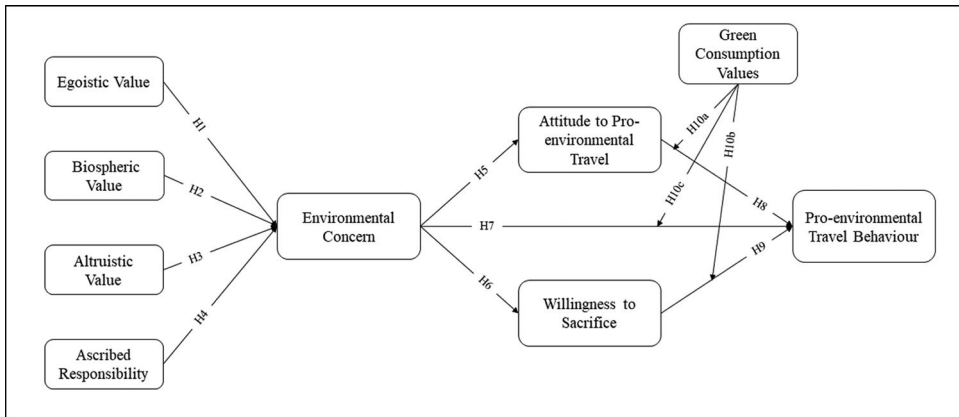 Egoistic Value
Biospheric
Value
Altruistic
Value
Ascribed
Responsibility
H1
H2
H3
H4
Environmental
Concern
H5
H7
H6
Attitude to Pro-
environmental
Travel
Willingness to
Sacrifice
Green
Consumption
Values
H10a
H10c
H10b
H8
H9
Pro-environmental
Travel Behaviour